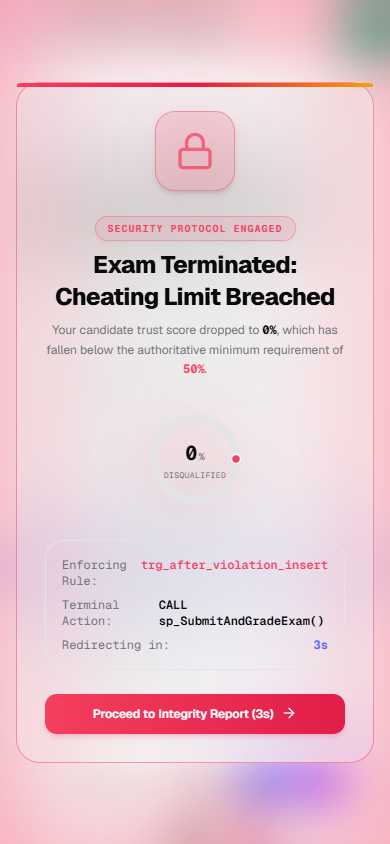 SECURITY PROTOCOL ENGAGED
Exam Terminated:
Cheating Limit Breached
Your candidate trust score dropped to 0%, which has
fallen below the authoritative minimum requirement of
50%.
0%
DISQUALIFIED
Enforcing Rule: trg_after_violation_insert
Terminal Action: CALL sp_SubmitAndGradeExam()
Redirecting in: 3s
Proceed to Integrity Report (3s) →